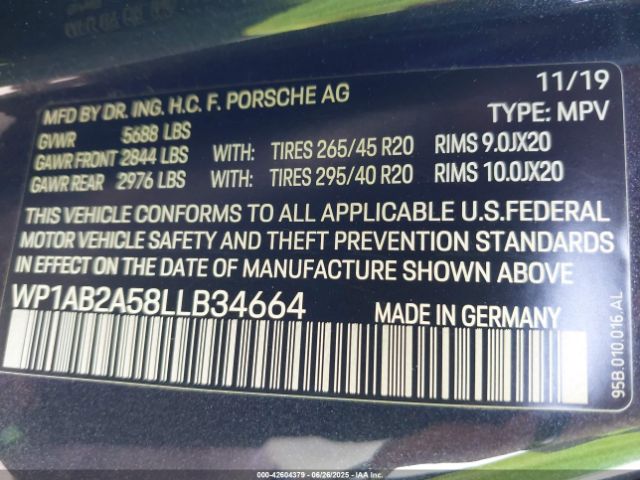 11/19
MFD BY DR. ING. H.C. F. PORSCHE AG TYPE: MPV
GVWR 5688 LBS
GAWR FRONT 2844 LBS WITH: TIRES 265/45 R20 RIMS 9.0JX20
GAWR REAR 2976 LBS WITH: TIRES 295/40 R20 RIMS 10.0JX20
THIS VEHICLE CONFORMS TO ALL APPLICABLE U.S.FEDERAL
MOTOR VEHICLE SAFETY AND THEFT PREVENTION STANDARDS
IN EFFECT ON THE DATE OF MANUFACTURE SHOWN ABOVE
WP1AB2A58LLB34664 MADE IN GERMANY
95B.010.016.AL
000-42604379 | 06/26/2025 | IAAI.COM